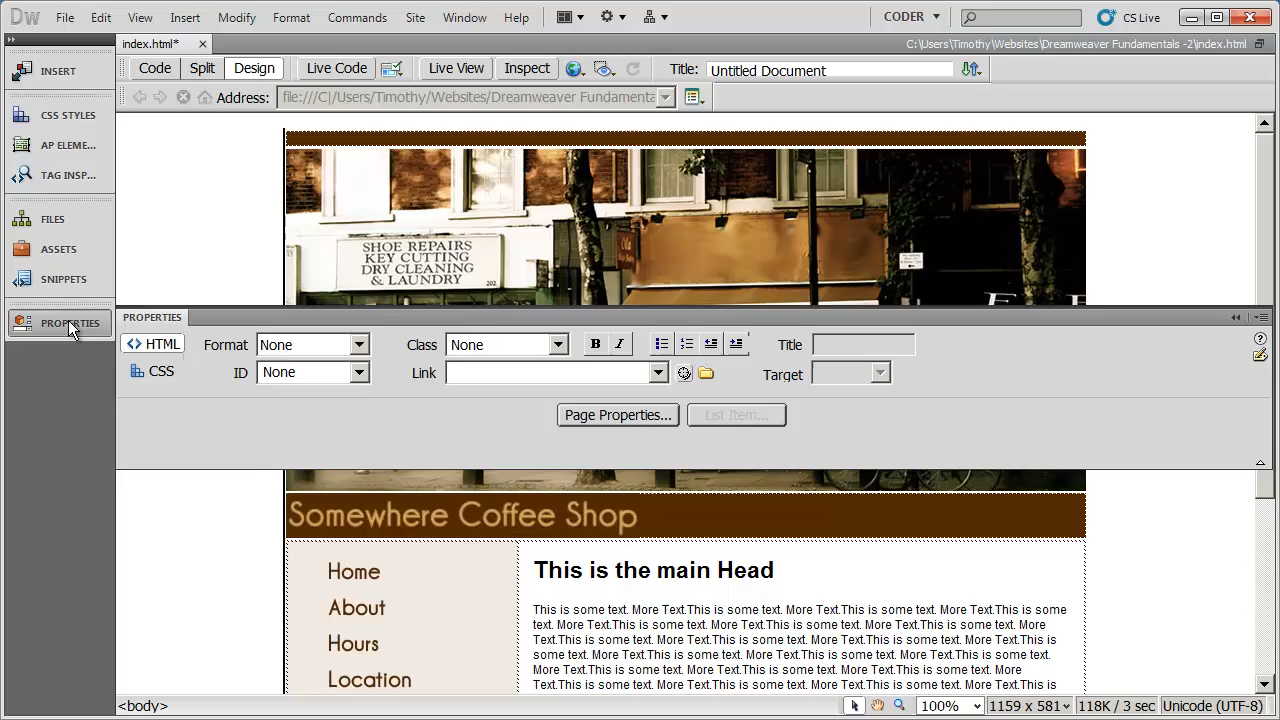 Dw File Edit View Insert Modify Format Commands Site Window Help CODER CS Live
index.html* C:\Users\Timothy\Websites\Dreamweaver Fundamentals -2\index.html
INSERT
CSS STYLES
AP ELEME...
TAG INSP...
FILES
ASSETS
SNIPPETS
PROPERTIES
Code Split Design Live Code Live View Inspect Title: Untitled Document
Address: file:///C|/Users/Timothy/Websites/Dreamweaver Fundamenta
SHOE REPAIRS
KEY CUTTING
DRY CLEANING
& LAUNDRY
202
PROPERTIES
HTML Format None Class None B I Title
CSS ID None Link Target
Page Properties... List Item...
Somewhere Coffee Shop
Home
About
Hours
Location
This is the main Head
This is some text. More Text.This is some text. More Text.This is some text. More Text.This is some
text. More Text.This is some text. More Text.This is some text. More Text.This is some text. More
Text.This is some text. More Text.This is some text. More Text.This is some text. More Text.This is
some text. More Text.This is some text. More Text.This is some text. More Text.This is some text.
More Text.This is some text. More Text.This is some text. More Text.This is some text. More
Text.This is some text. More Text.This is some text. More Text.This is some text. More Text.This is
<body> 100% 1159 x 581 118K / 3 sec Unicode (UTF-8)